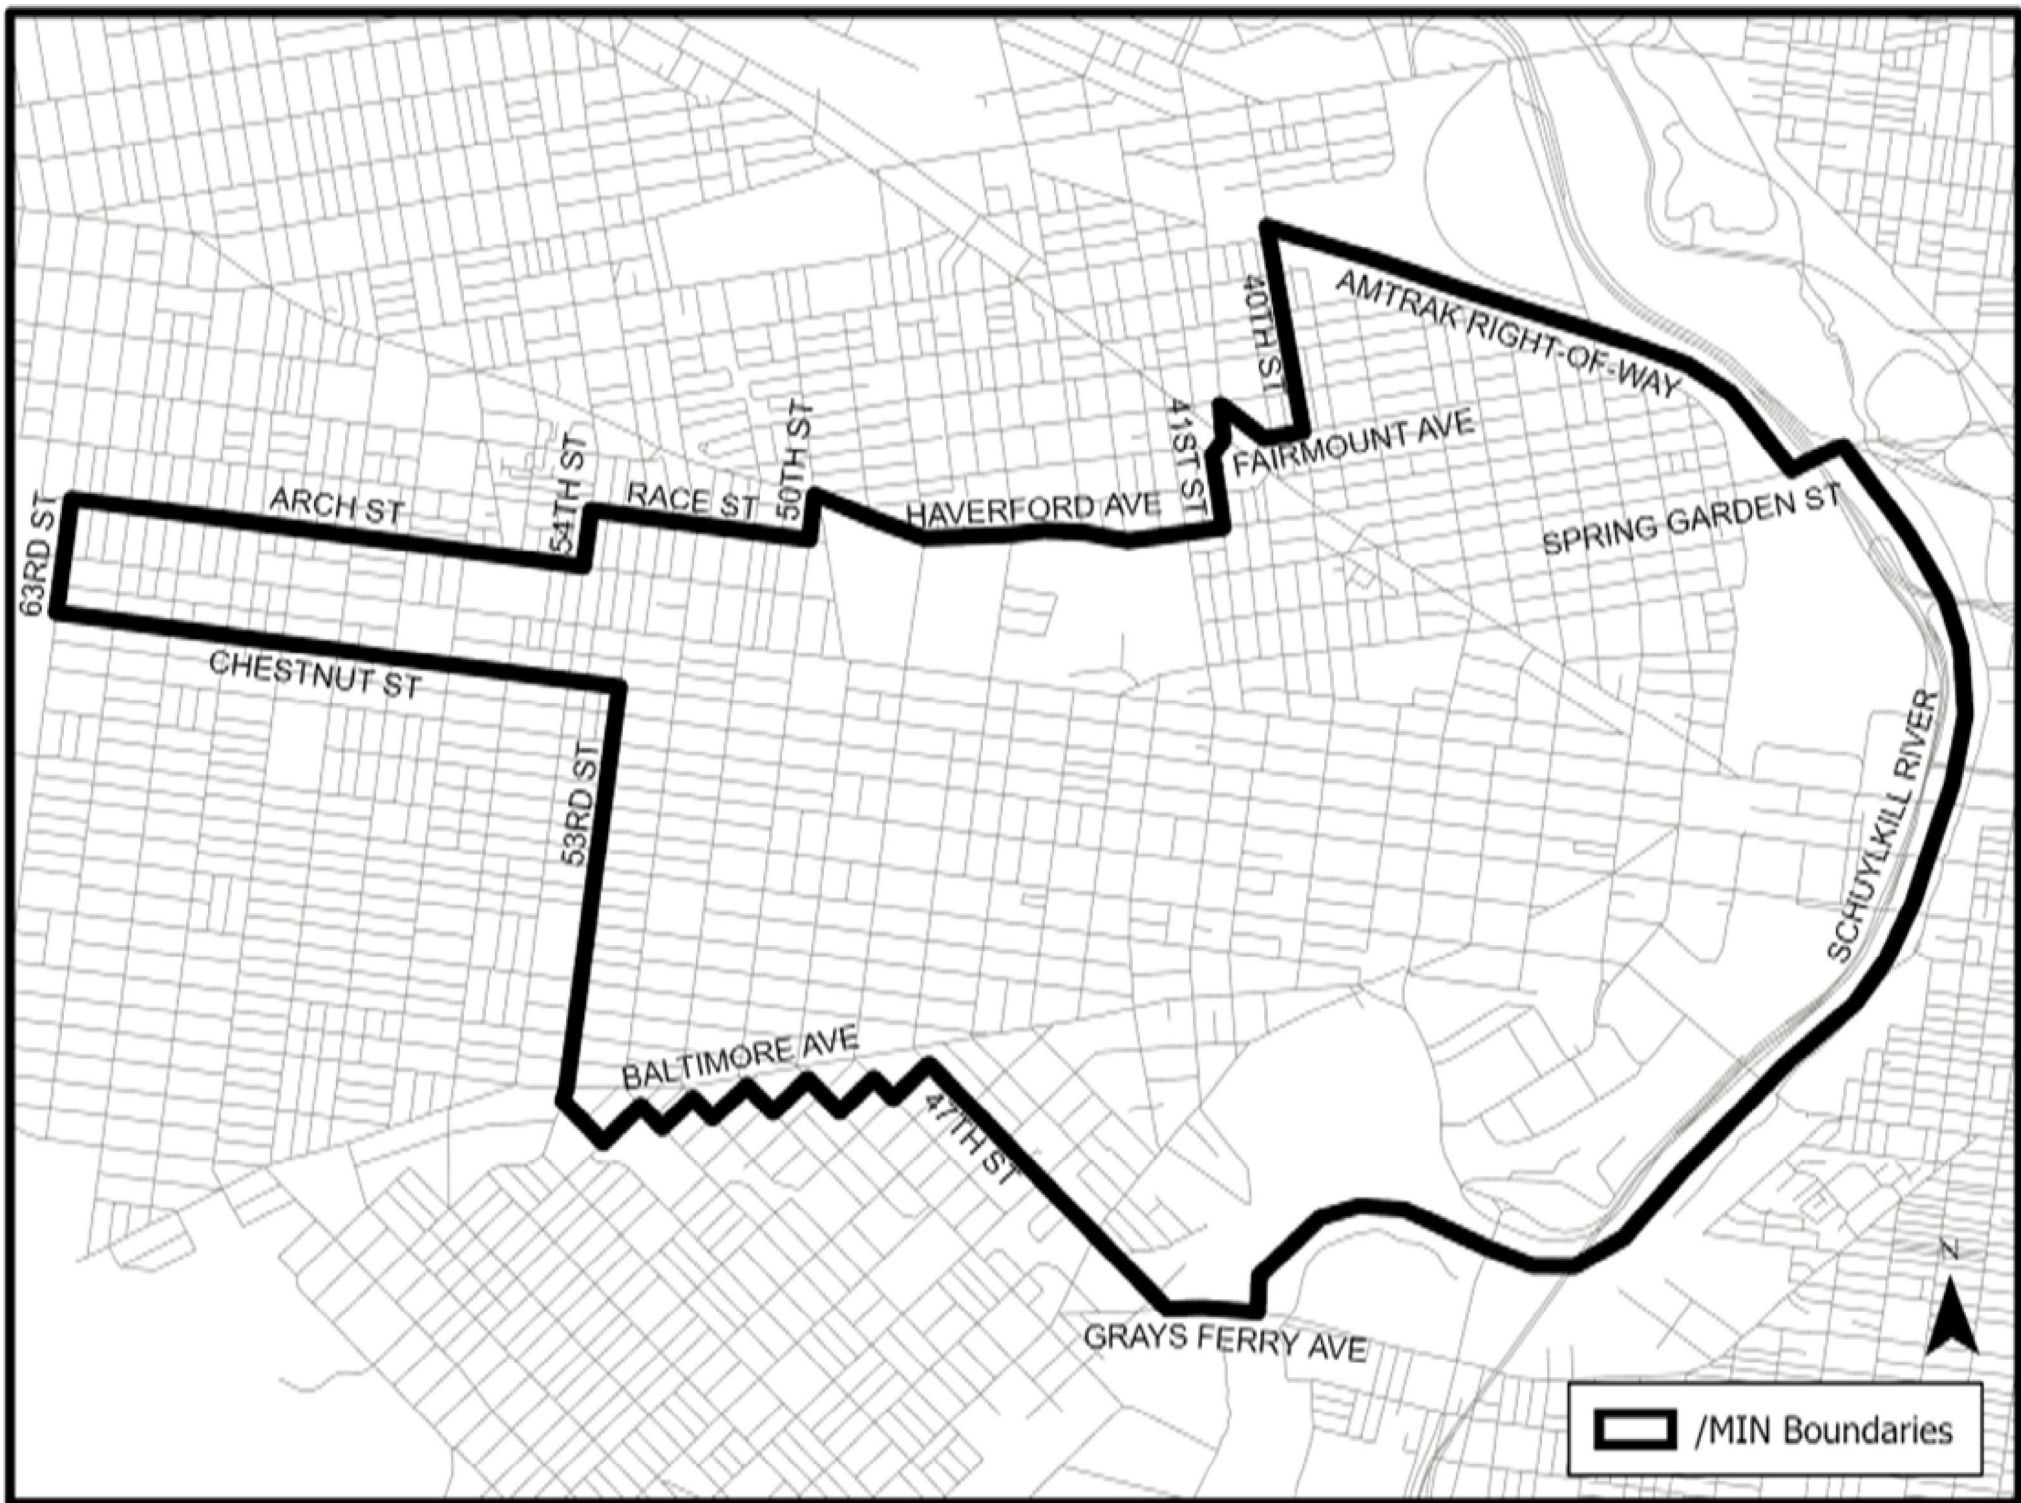 40TH ST
AMTRAK RIGHT-OF-WAY
41ST ST
FAIRMOUNT AVE
50TH ST
54TH ST
63RD ST
ARCH ST
RACE ST
HAVERFORD AVE
SPRING GARDEN ST
CHESTNUT ST
53RD ST
SCHUYLKILL RIVER
BALTIMORE AVE
47TH ST
GRAYS FERRY AVE
N
/MIN Boundaries